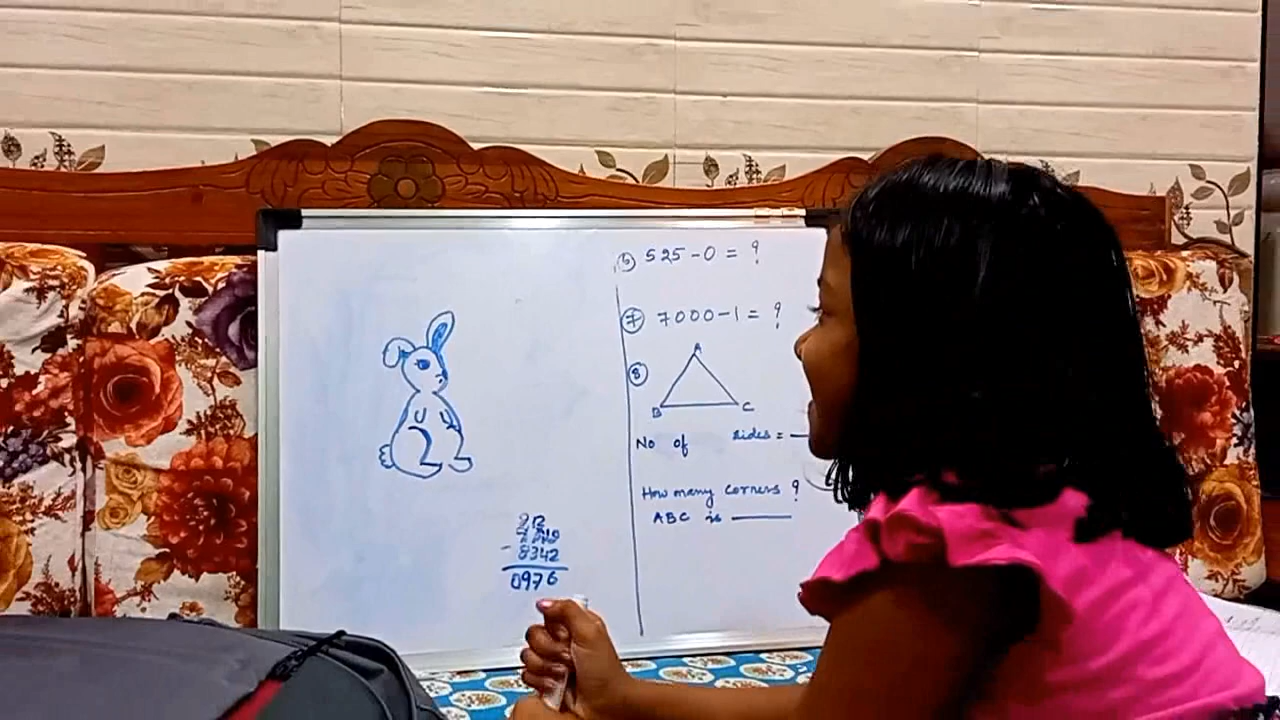 6 525-0 = ?
7 7000-1 = ?
8
A
B C
No of sides =
How many corners ?
ABC is
- 8342
0976